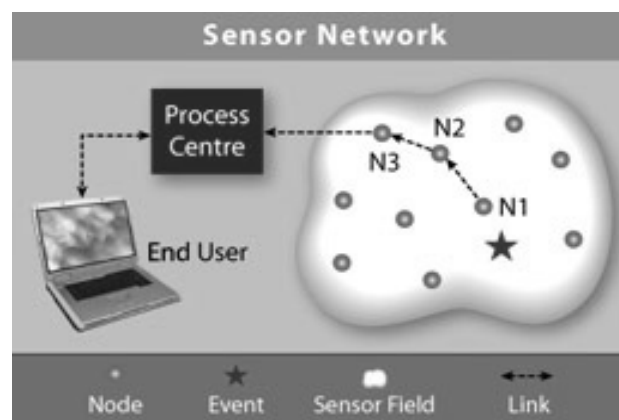 Sensor Network
Process
Centre
N2
N3
N1
End User
Node Event Sensor Field Link